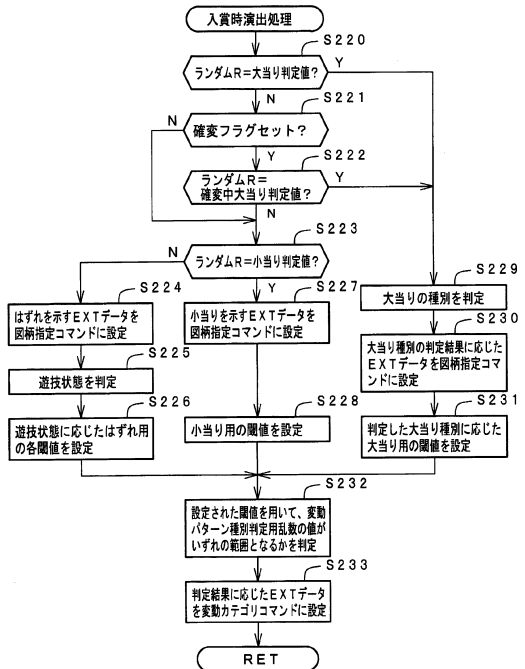 入賞時演出処理
S220
ランダムR=大当り判定値?
Y
N
S221
N
確変フラグセット?
Y
S222
ランダムR=
確変中大当り判定値?
Y
N
S223
N
ランダムR=小当り判定値?
Y
S224
はずれを示すEXTデータを
図柄指定コマンドに設定
S225
遊技状態を判定
S226
遊技状態に応じたはずれ用
の各閾値を設定
S227
小当りを示すEXTデータを
図柄指定コマンドに設定
S228
小当り用の閾値を設定
S229
大当りの種別を判定
S230
大当り種別の判定結果に応じた
EXTデータを図柄指定コマ
ンドに設定
S231
判定した大当り種別に応じた
大当り用の閾値を設定
S232
設定された閾値を用いて、変動
パターン種別判定用乱数の値が
いずれの範囲となるかを判定
S233
判定結果に応じたEXTデータ
を変動カテゴリコマンドに設定
RET